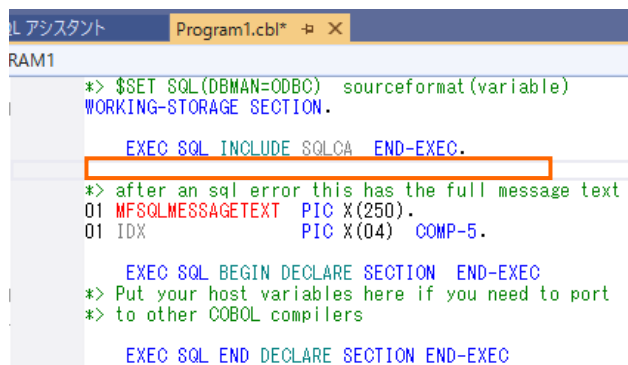 QL アシスタント
Program1.cbl*
RAM1
*> $SET SQL(DBMAN=ODBC) sourceformat(variable)
WORKING-STORAGE SECTION.
EXEC SQL INCLUDE SQLCA END-EXEC.
*> after an sql error this has the full message text
01 MFSQLMESSAGETEXT PIC X(250).
01 IDX PIC X(04) COMP-5.
EXEC SQL BEGIN DECLARE SECTION END-EXEC
*> Put your host variables here if you need to port
*> to other COBOL compilers
EXEC SQL END DECLARE SECTION END-EXEC